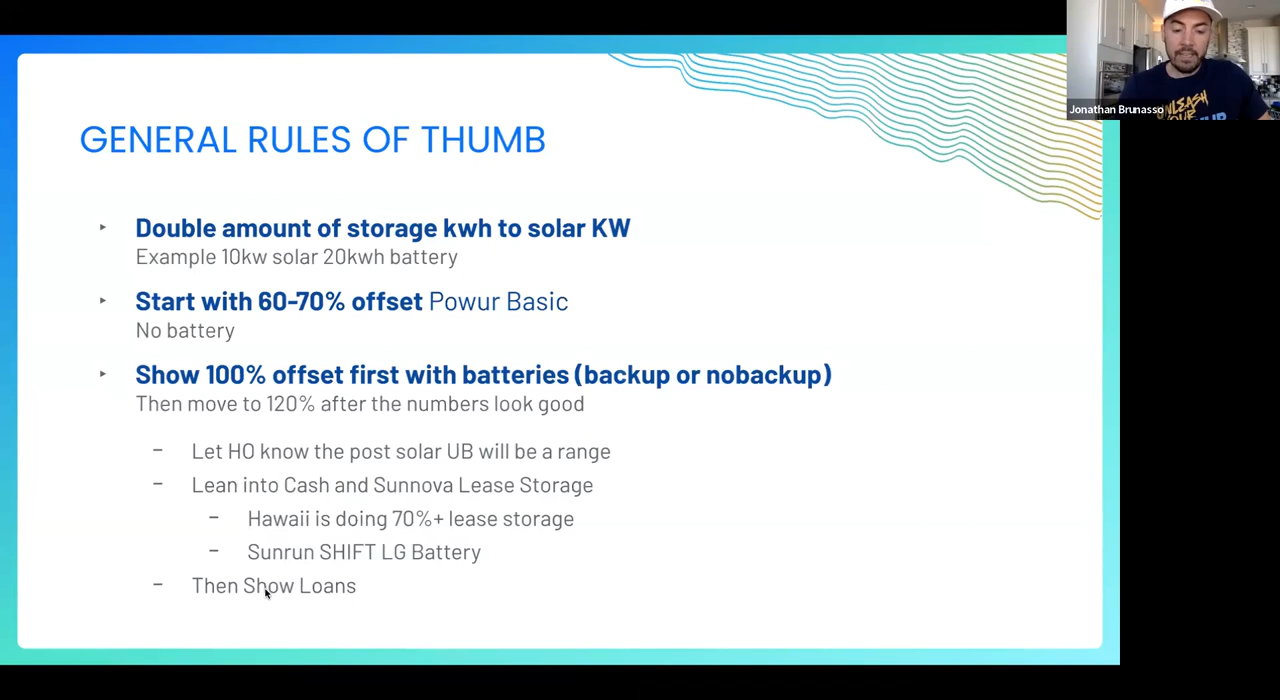 Jonathan Brunasso
GENERAL RULES OF THUMB
Double amount of storage kwh to solar KW
Example 10kw solar 20kwh battery
Start with 60-70% offset Powur Basic
No battery
Show 100% offset first with batteries (backup or nobackup)
Then move to 120% after the numbers look good
- Let HO know the post solar UB will be a range
- Lean into Cash and Sunnova Lease Storage
- Hawaii is doing 70%+ lease storage
- Sunrun SHIFT LG Battery
- Then Show Loans